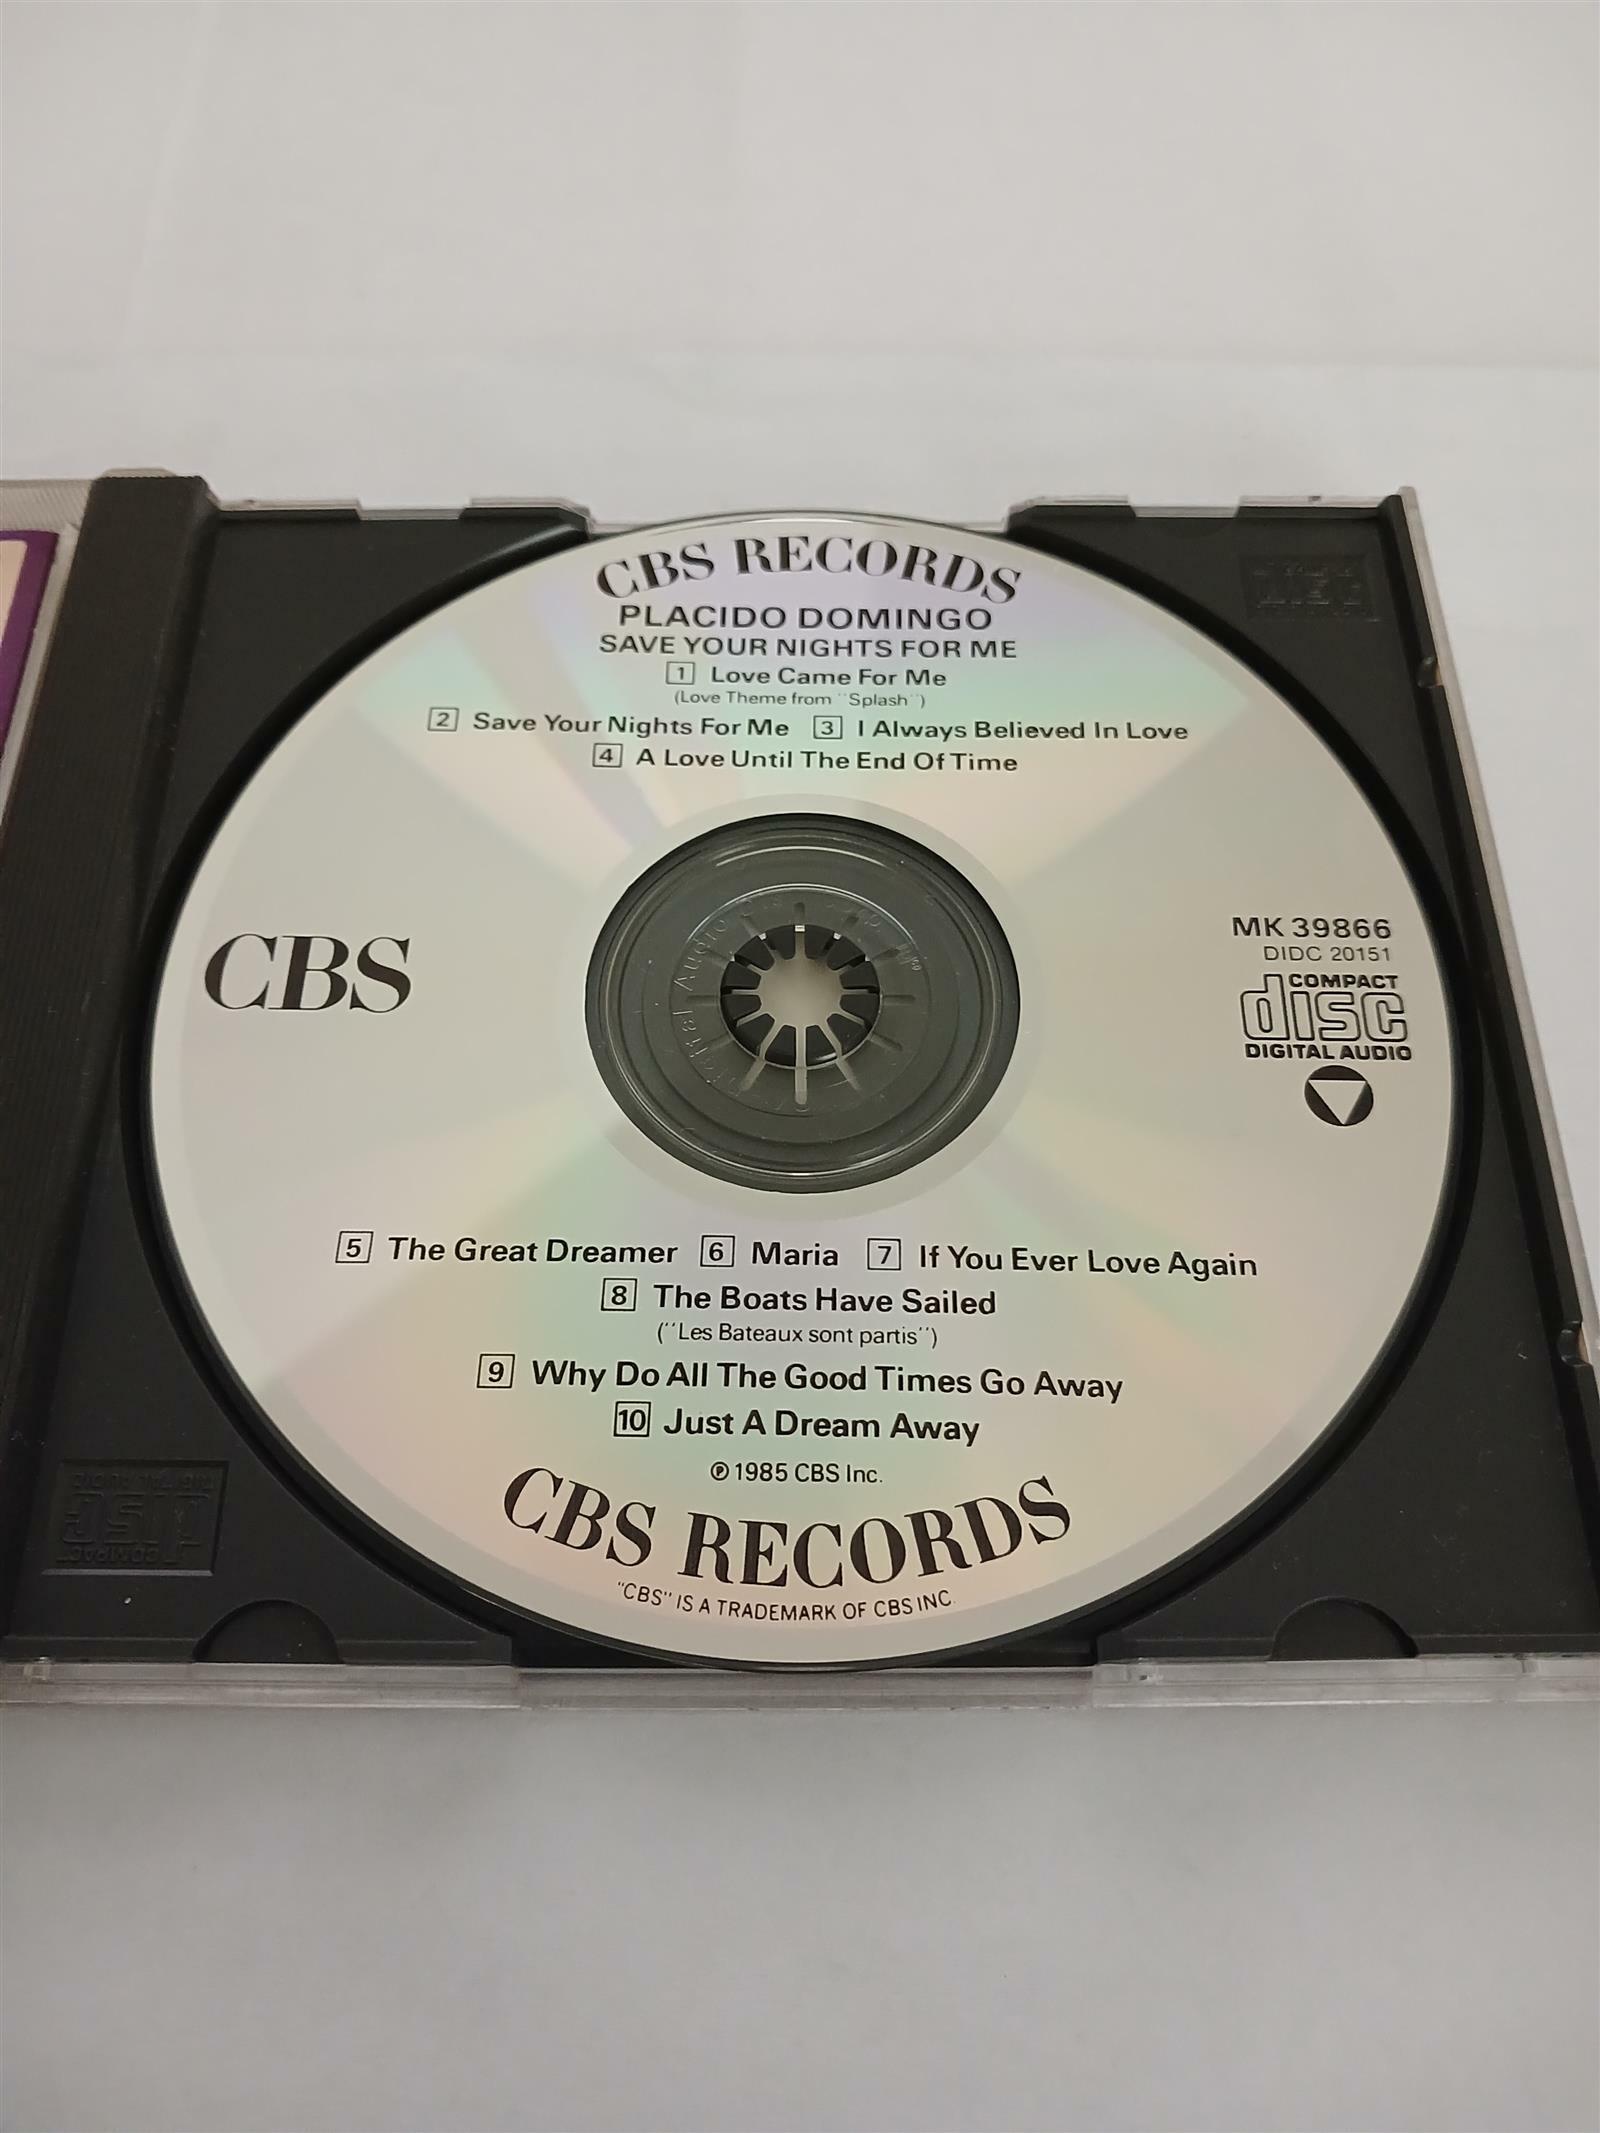 CBS RECORDS
PLACIDO DOMINGO
SAVE YOUR NIGHTS FOR ME
1 Love Came For Me
(Love Theme from "Splash")
2 Save Your Nights For Me 3 I Always Believed In Love
4 A Love Until The End Of Time
CBS
MK 39866
DIDC 20151
COMPACT
disc
DIGITAL AUDIO
5 The Great Dreamer 6 Maria 7 If You Ever Love Again
8 The Boats Have Sailed
("Les Bateaux sont partis")
9 Why Do All The Good Times Go Away
10 Just A Dream Away
℗ 1985 CBS Inc.
CBS RECORDS
"CBS" IS A TRADEMARK OF CBS INC.
COMPACT
disc
DIGITAL AUDIO